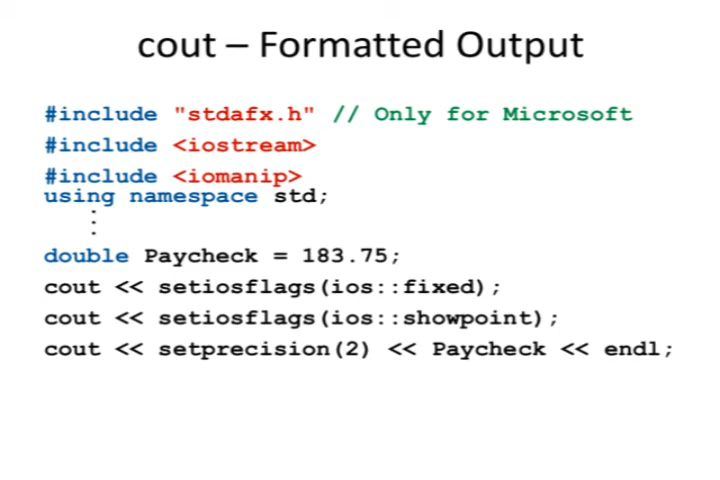 cout – Formatted Output
#include "stdafx.h" // Only for Microsoft
#include <iostream>
#include <iomanip>
using namespace std;
⋮
double Paycheck = 183.75;
cout << setiosflags(ios::fixed);
cout << setiosflags(ios::showpoint);
cout << setprecision(2) << Paycheck << endl;